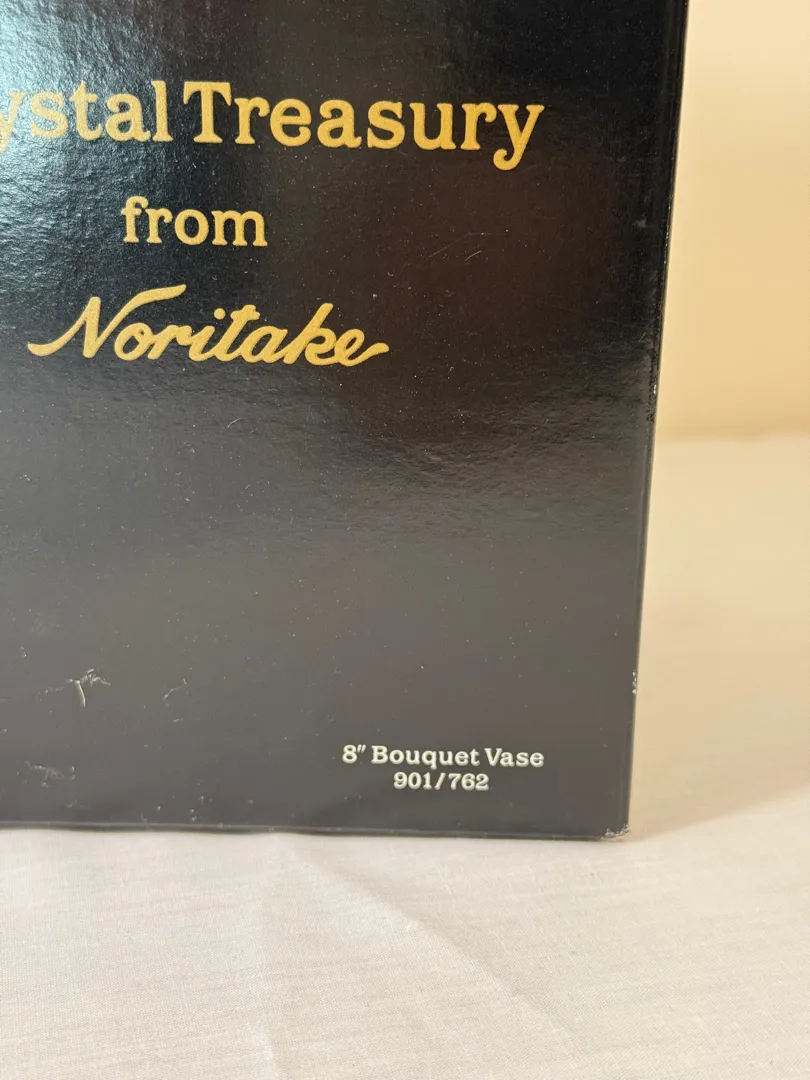 ystal Treasury
from
Noritake
8" Bouquet Vase
901/762